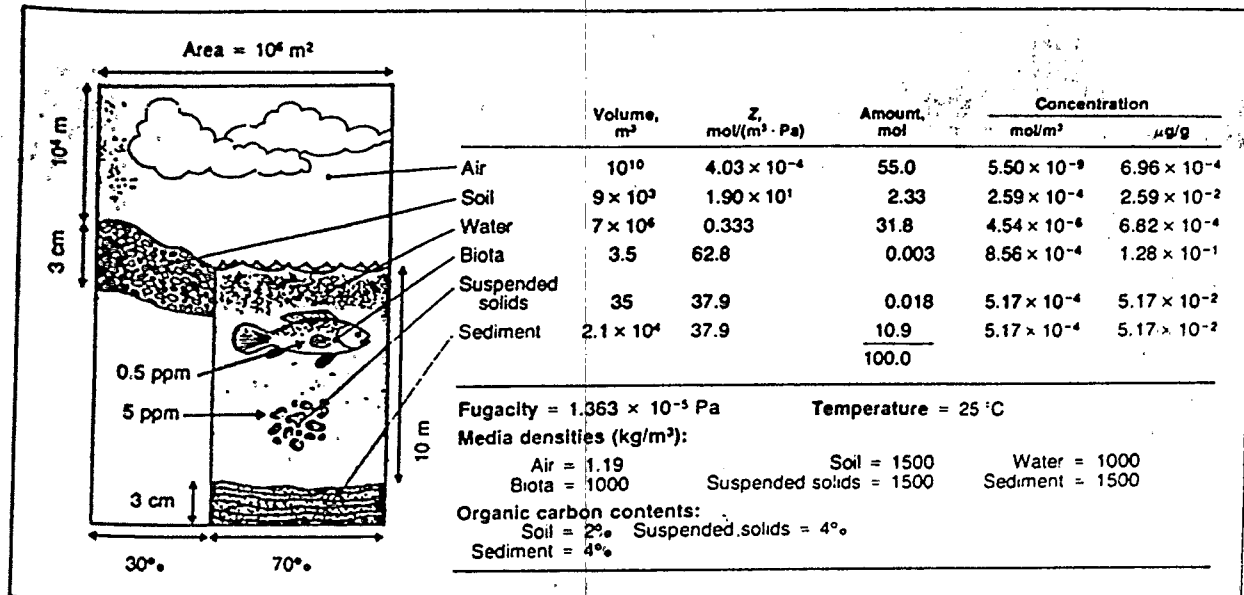 Area = 10⁶ m²
10⁴ m
3 cm
0.5 ppm
5 ppm
10 m
3 cm
30%
70%
Volume, m³ Z, mol/(m³ · Pa) Amount, mol Concentration
mol/m³ µg/g
Air 10¹⁰ 4.03 × 10⁻⁴ 55.0 5.50 × 10⁻⁹ 6.96 × 10⁻⁴
Soil 9 × 10³ 1.90 × 10¹ 2.33 2.59 × 10⁻⁴ 2.59 × 10⁻²
Water 7 × 10⁶ 0.333 31.8 4.54 × 10⁻⁶ 6.82 × 10⁻⁴
Biota 3.5 62.8 0.003 8.56 × 10⁻⁴ 1.28 × 10⁻¹
Suspended
solids 35 37.9 0.018 5.17 × 10⁻⁴ 5.17 × 10⁻²
Sediment 2.1 × 10⁴ 37.9 10.9 5.17 × 10⁻⁴ 5.17 × 10⁻²
100.0
Fugacity = 1.363 × 10⁻⁵ Pa Temperature = 25 °C
Media densities (kg/m³):
Air = 1.19 Soil = 1500 Water = 1000
Biota = 1000 Suspended solids = 1500 Sediment = 1500
Organic carbon contents:
Soil = 2% Suspended solids = 4%
Sediment = 4%